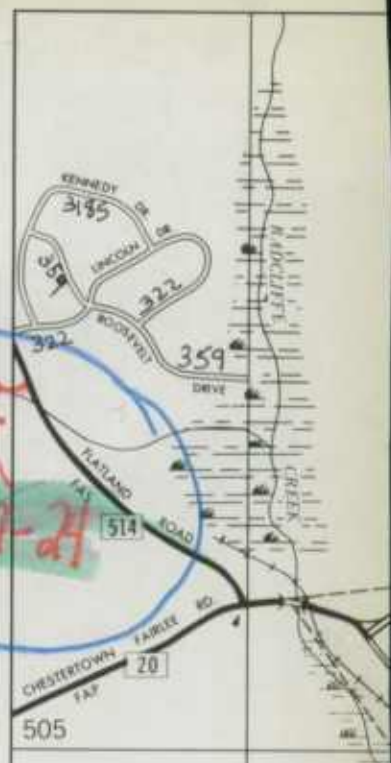 KENNEDY DR
3185
LINCOLN DR
359
322
322
ROOSEVELT DRIVE
359
RADCLIFFE CREEK
FLATLAND ROAD
FAS 514
CHESTERTOWN FAIRLEE RD
FAP 20
505